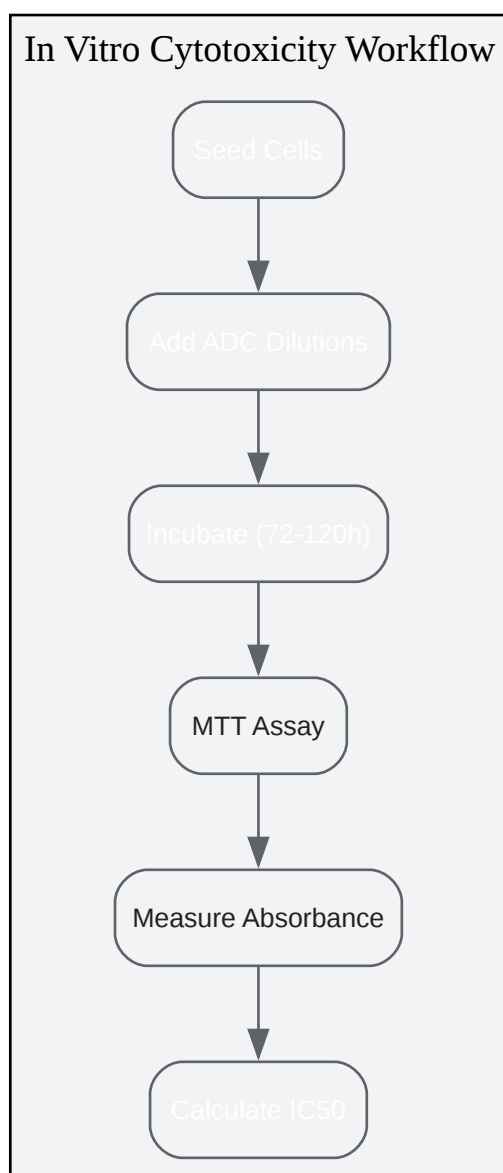 In Vitro Cytotoxicity Workflow
Seed Cells
Add ADC Dilutions
Incubate (72-120h)
MTT Assay
Measure Absorbance
Calculate IC50